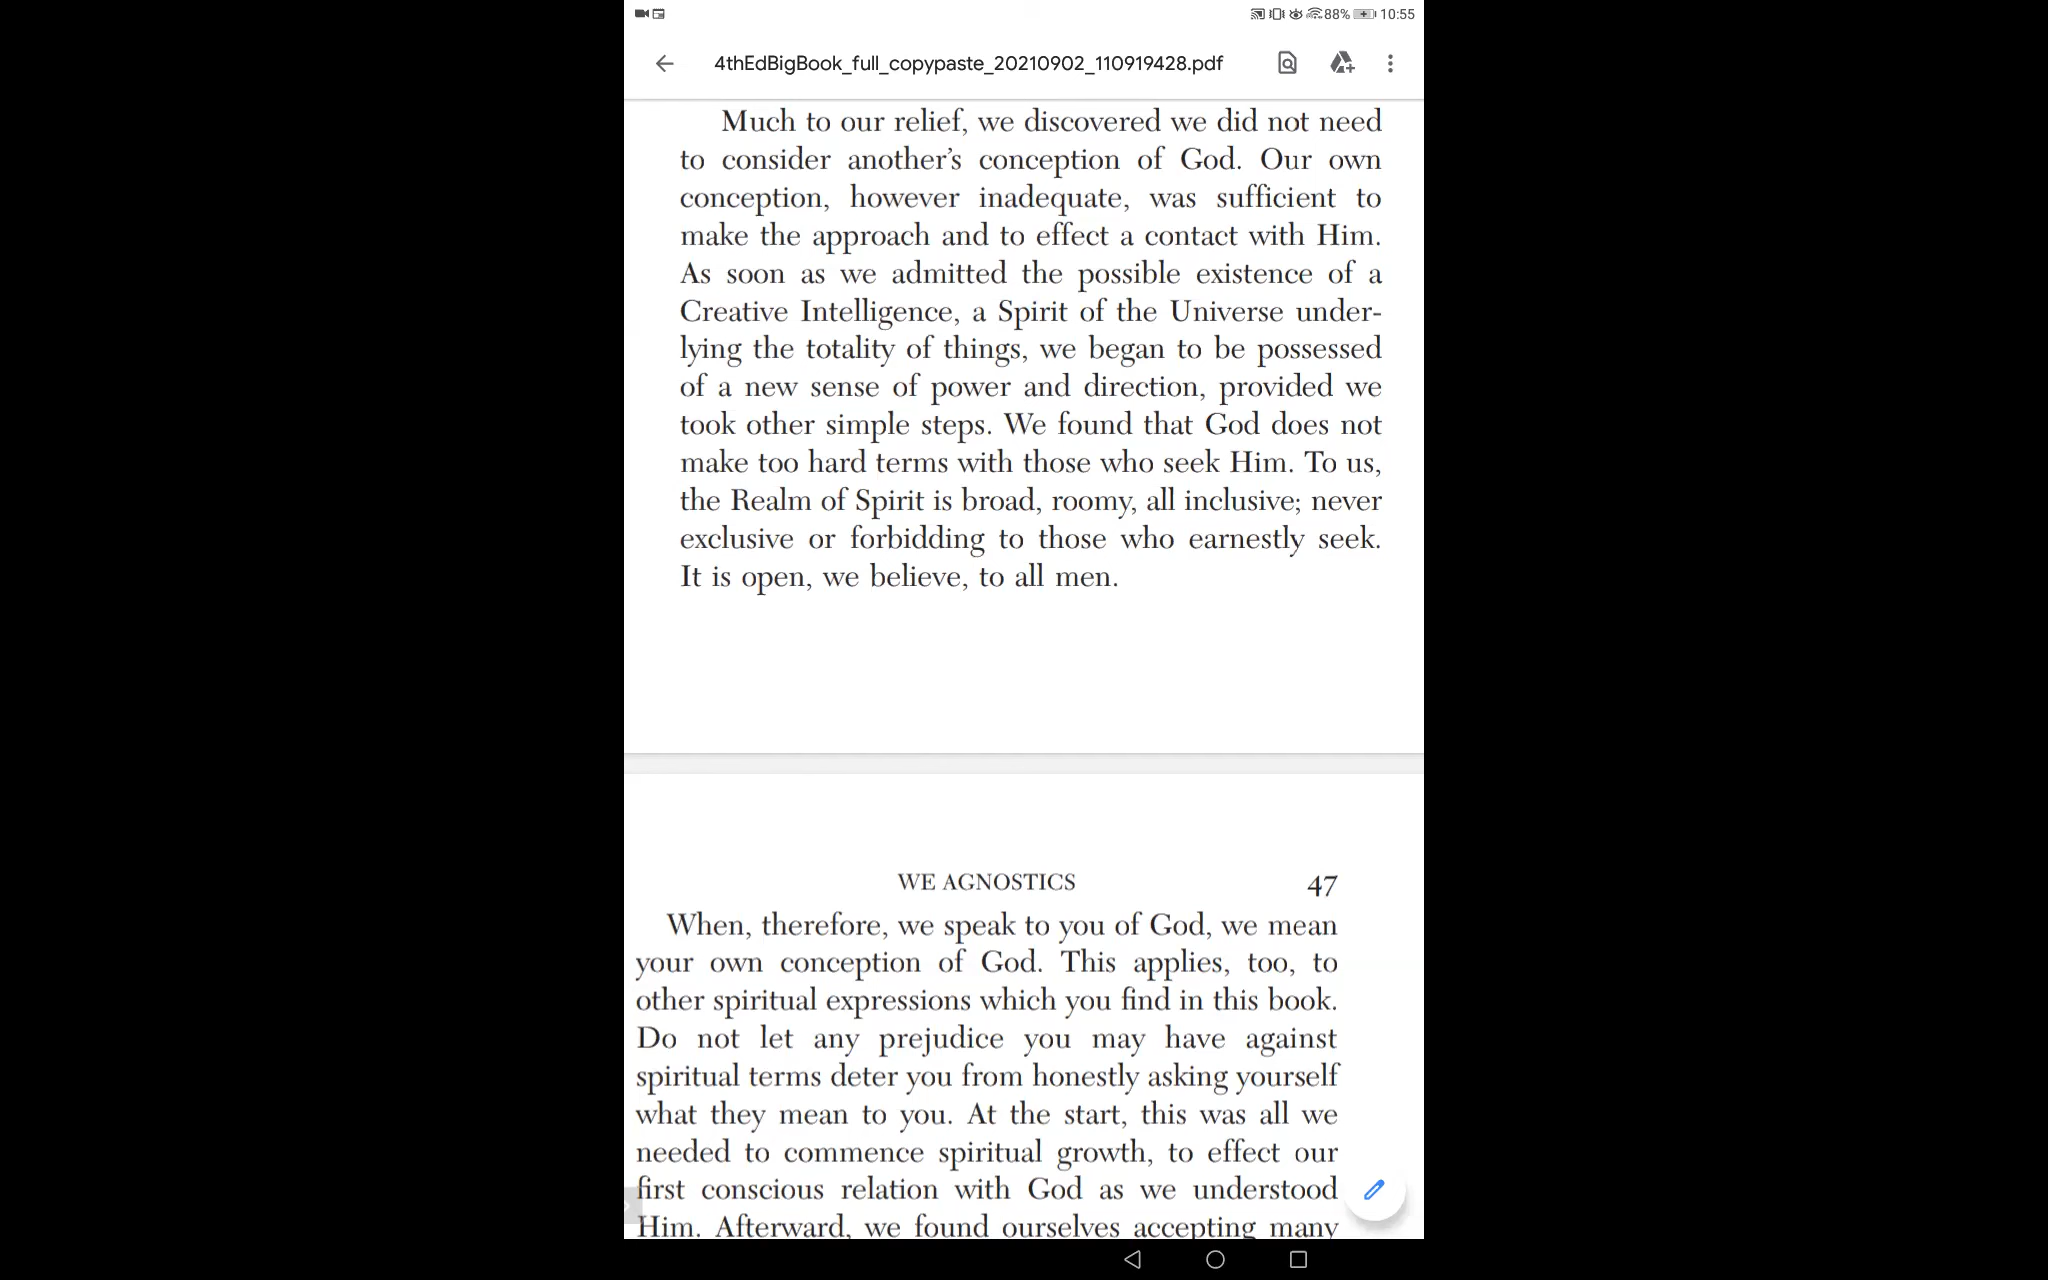 88% 10:55
4thEdBigBook_full_copypaste_20210902_110919428.pdf
Much to our relief, we discovered we did not need
to consider another’s conception of God. Our own
conception, however inadequate, was sufficient to
make the approach and to effect a contact with Him.
As soon as we admitted the possible existence of a
Creative Intelligence, a Spirit of the Universe under-
lying the totality of things, we began to be possessed
of a new sense of power and direction, provided we
took other simple steps. We found that God does not
make too hard terms with those who seek Him. To us,
the Realm of Spirit is broad, roomy, all inclusive; never
exclusive or forbidding to those who earnestly seek.
It is open, we believe, to all men.
WE AGNOSTICS 47
When, therefore, we speak to you of God, we mean
your own conception of God. This applies, too, to
other spiritual expressions which you find in this book.
Do not let any prejudice you may have against
spiritual terms deter you from honestly asking yourself
what they mean to you. At the start, this was all we
needed to commence spiritual growth, to effect our
first conscious relation with God as we understood
Him. Afterward, we found ourselves accepting many